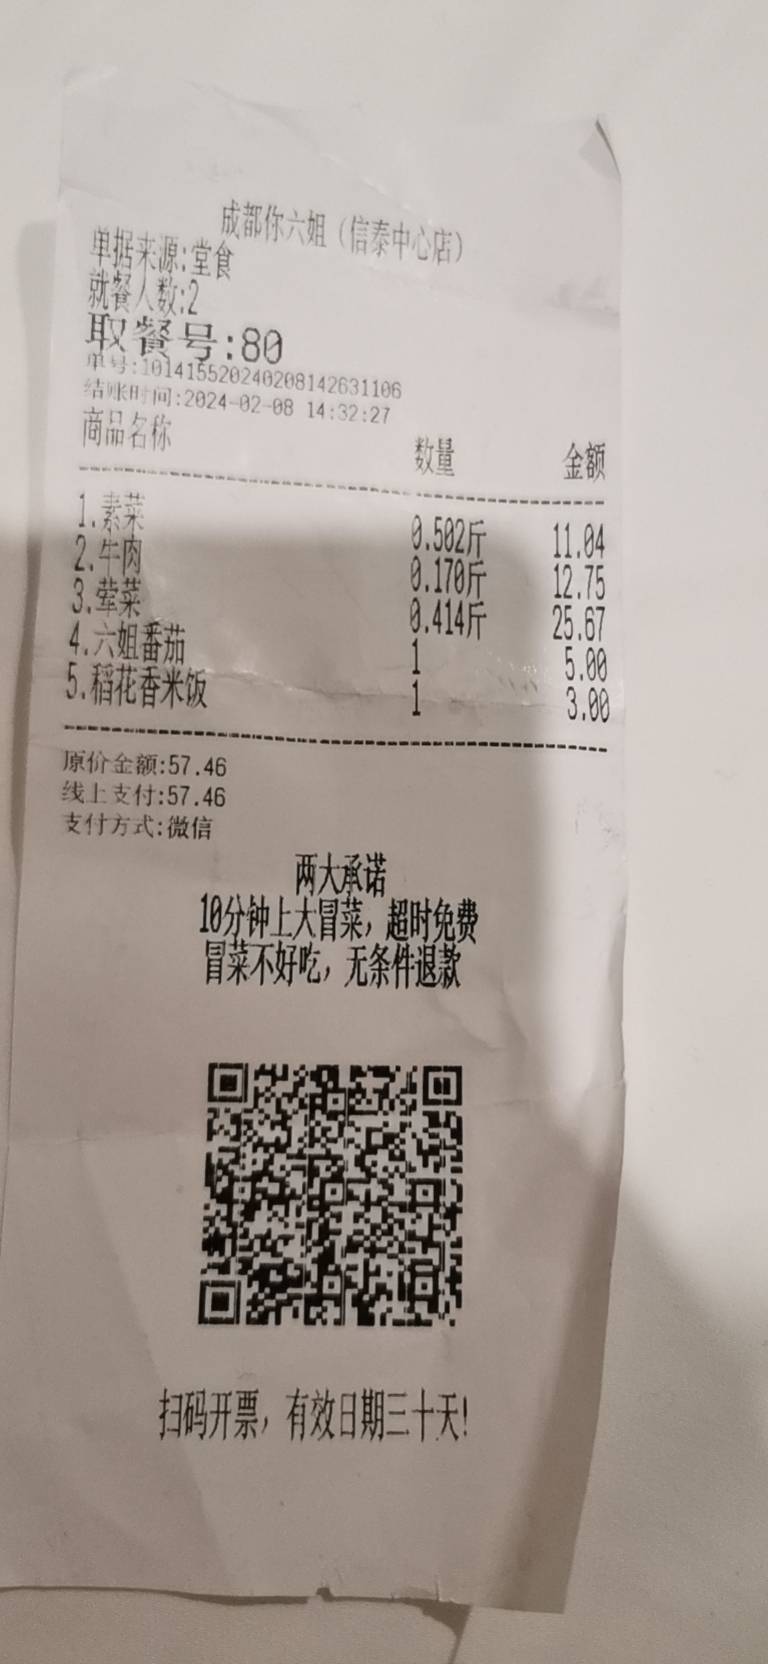 成都你六姐（信泰中心店）
单据来源:堂食
就餐人数:2
取餐号:80
单号:101415520240208142631106
结账时间:2024-02-08 14:32:27
商品名称 数量 金额
1.素菜 0.502斤 11.04
2.牛肉 0.170斤 12.75
3.荤菜 0.414斤 25.67
4.六姐番茄 1 5.00
5.稻花香米饭 1 3.00
原价金额:57.46
线上支付:57.46
支付方式:微信
两大承诺
10分钟上大冒菜，超时免费
冒菜不好吃，无条件退款
扫码开票，有效日期三十天!